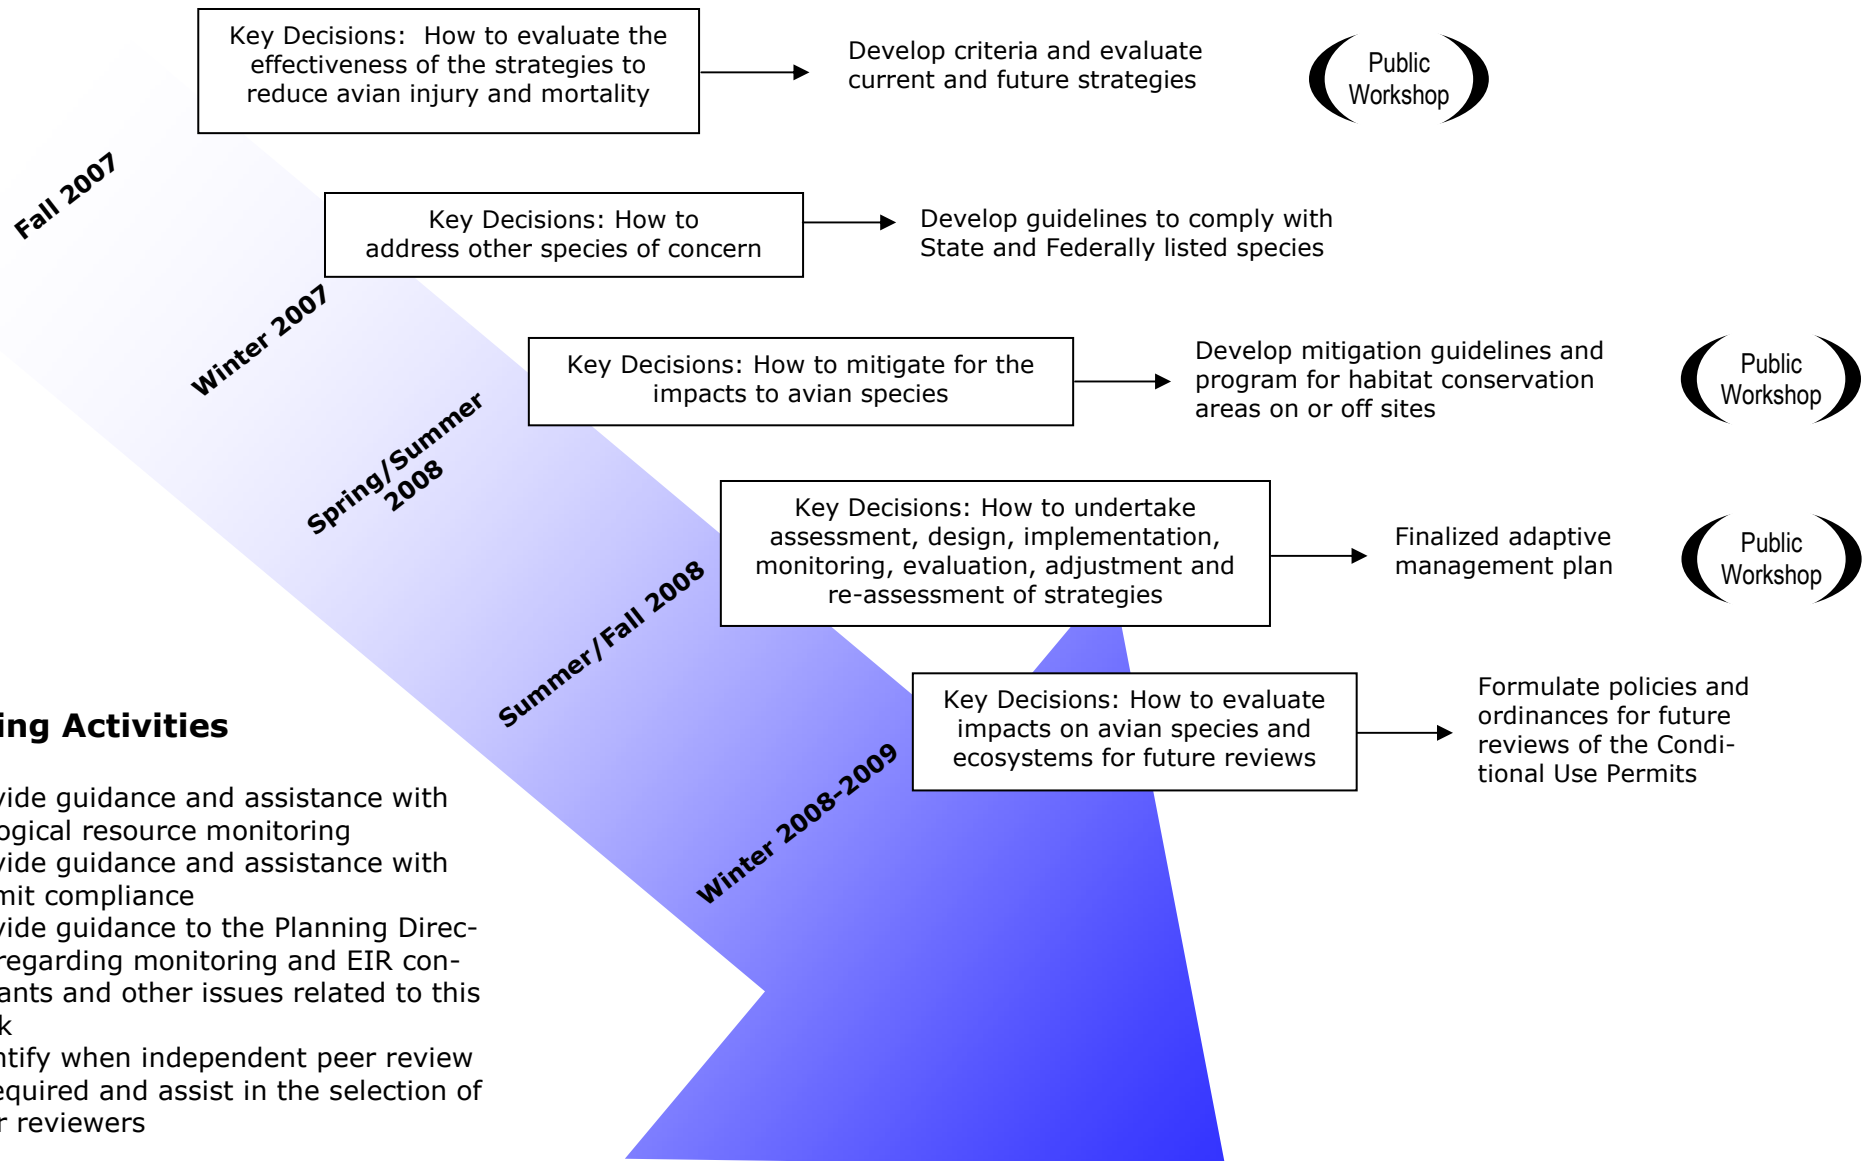 Key Decisions:  How to evaluate the
effectiveness of the strategies to
reduce avian injury and mortality
Develop criteria and evaluate
current and future strategies
Public
Workshop
Fall 2007
Key Decisions: How to
address other species of concern
Develop guidelines to comply with
State and Federally listed species
Winter 2007
Key Decisions: How to mitigate for the
impacts to avian species
Develop mitigation guidelines and
program for habitat conservation
areas on or off sites
Public
Workshop
Spring/Summer
2008
Key Decisions: How to undertake
assessment, design, implementation,
monitoring, evaluation, adjustment and
re-assessment of strategies
Finalized adaptive
management plan
Public
Workshop
Summer/Fall 2008
Key Decisions: How to evaluate
impacts on avian species and
ecosystems for future reviews
Formulate policies and
ordinances for future
reviews of the Condi-
tional Use Permits
Winter 2008-2009
ing Activities
vide guidance and assistance with
ogical resource monitoring
vide guidance and assistance with
mit compliance
vide guidance to the Planning Direc-
regarding monitoring and EIR con-
ants and other issues related to this
k
ntify when independent peer review
equired and assist in the selection of
r reviewers